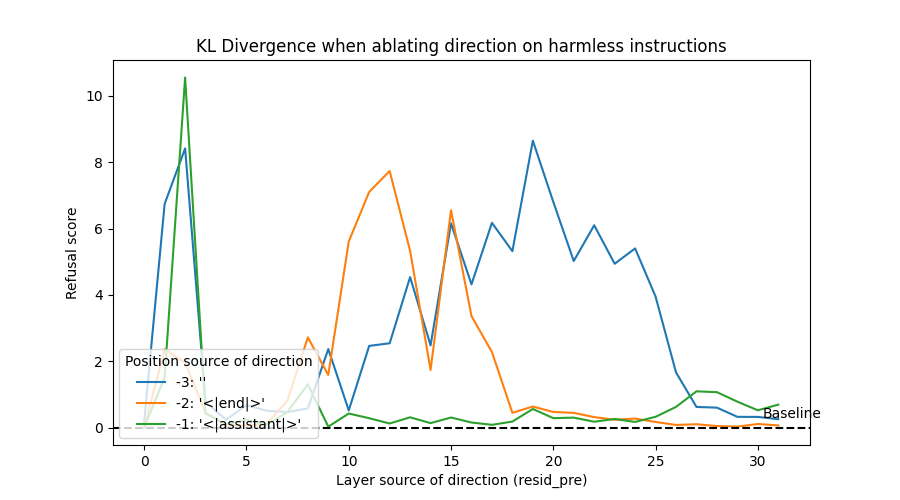 KL Divergence when ablating direction on harmless instructions
10
8
6
4
2
0
Refusal score
Position source of direction
-3: ''
-2: '<|end|>'
-1: '<|assistant|>'
Baseline
0 5 10 15 20 25 30
Layer source of direction (resid_pre)